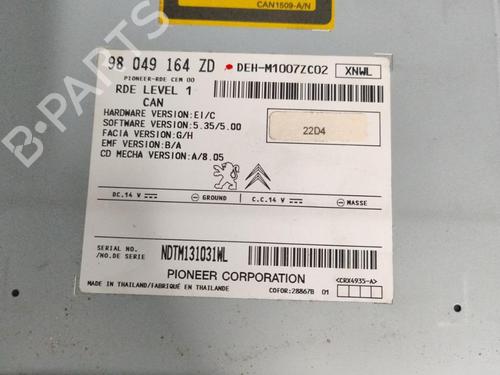 CAN1509-A/N
98 049 164 ZD DEH-M1007ZC02 XNWL
PIONEER-RDE CEM 00
RDE LEVEL 1
CAN
HARDWARE VERSION:EI/C
SOFTWARE VERSION:5.35/5.00
FACIA VERSION:G/H
EMF VERSION:B/A
CD MECHA VERSION:A/8.05
22D4
DC.14 V GROUND C.C.14 V MASSE
SERIAL NO.
/NO.DE SERIE NDTM131031WL
PIONEER CORPORATION
MADE IN THAILAND/FABRIQUÉ EN THAILANDE COFOR:28867B 01 <CRX4935-A>
B-PARTS